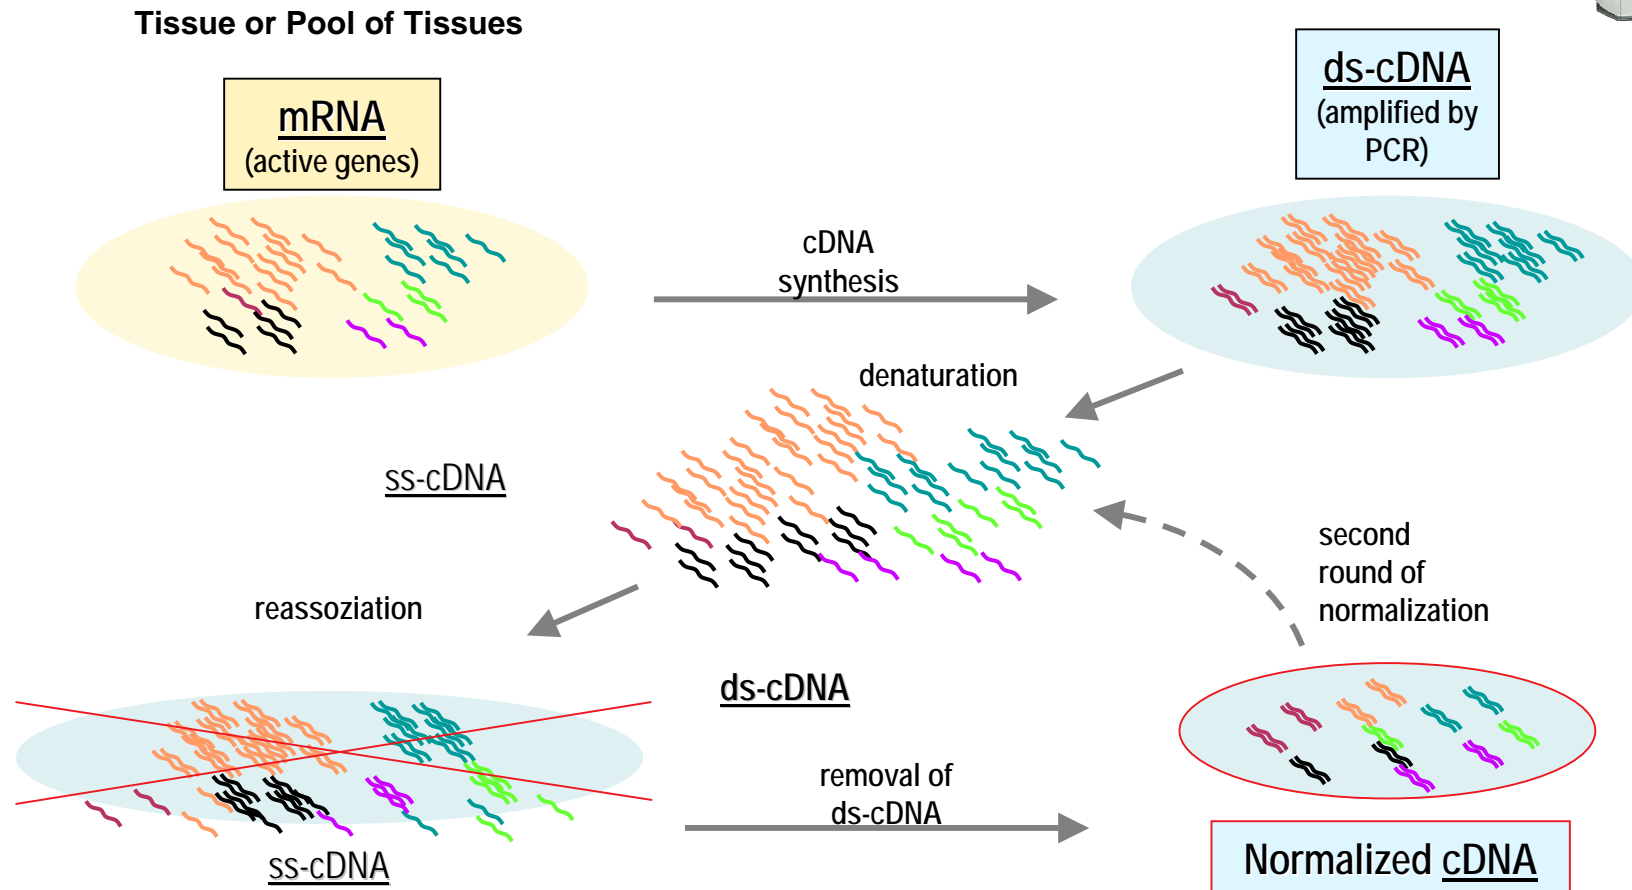 Tissue or Pool of Tissues
mRNA
(active genes)
ds-cDNA
(amplified by
PCR)
cDNA
synthesis
denaturation
ss-cDNA
second
round of
normalization
reassoziation
ds-cDNA
removal of
ds-cDNA
ss-cDNA
Normalized cDNA